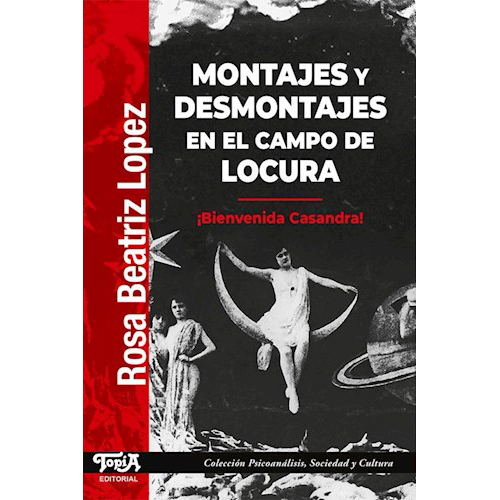 MONTAJES Y
DESMONTAJES
EN EL CAMPO DE
LOCURA
¡Bienvenida Casandra!
Rosa Beatriz Lopez
TopíA
EDITORIAL
Colección Psicoanálisis, Sociedad y Cultura